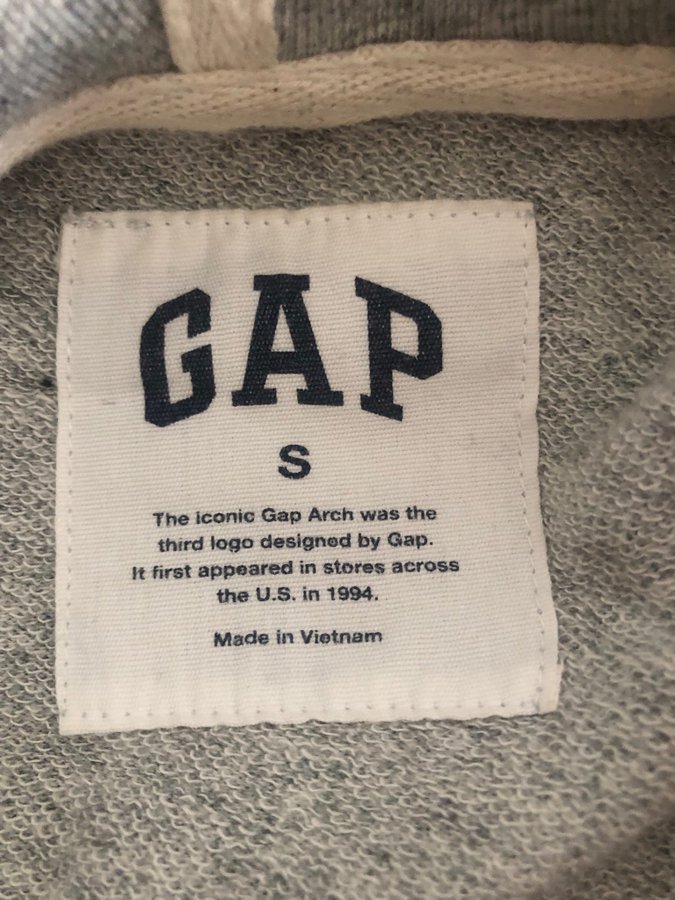 GAP
S
The iconic Gap Arch was the
third logo designed by Gap.
It first appeared in stores across
the U.S. in 1994.
Made in Vietnam